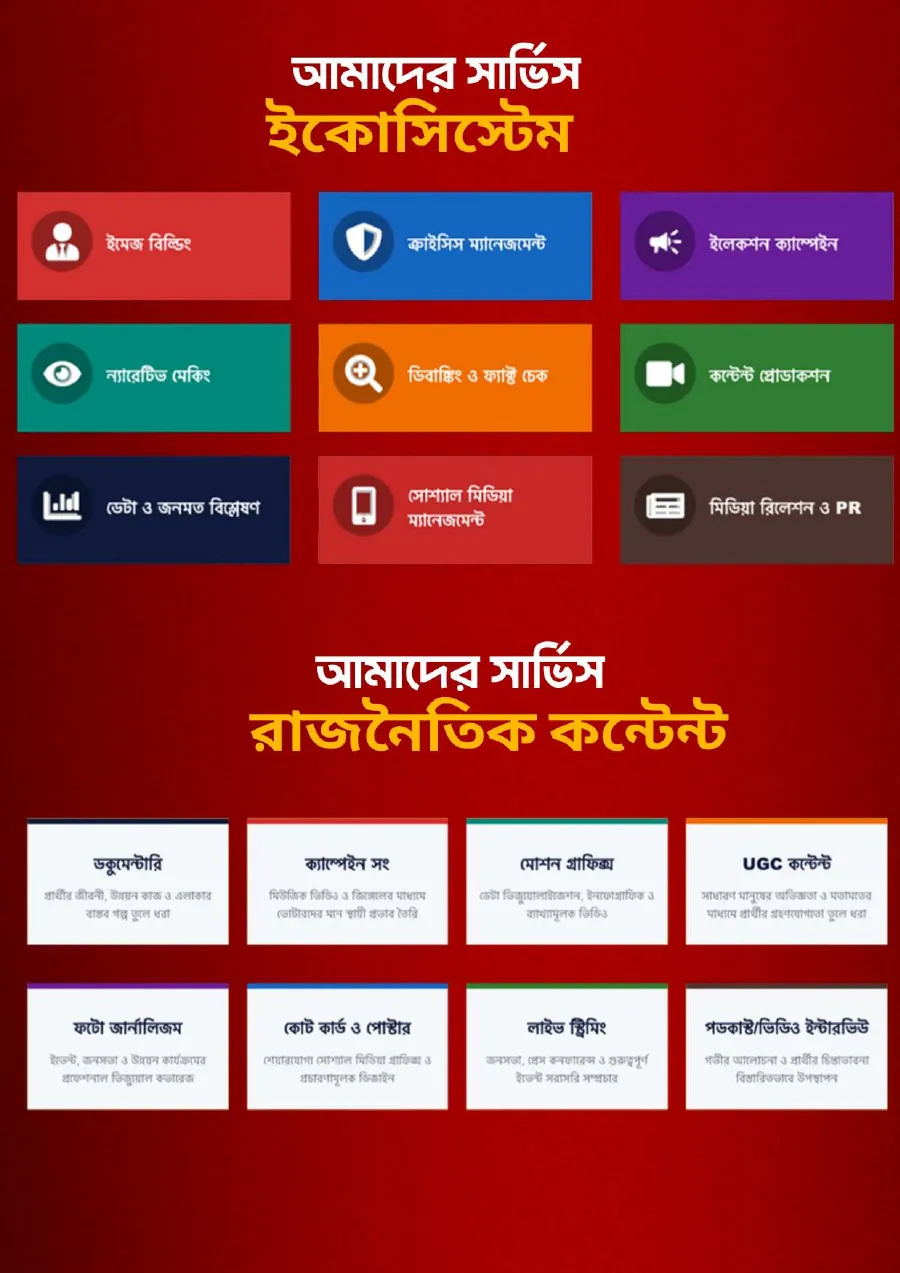 আমাদের সার্ভিস
ইকোসিস্টেম
ইমেজ বিল্ডিং
ক্রাইসিস ম্যানেজমেন্ট
ইলেকশন ক্যাম্পেইন
ন্যারেটিভ মেকিং
ডিবাঙ্কিং ও ফ্যাক্ট চেক
কন্টেন্ট প্রোডাকশন
ডেটা ও জনমত বিশ্লেষণ
সোশ্যাল মিডিয়া
ম্যানেজমেন্ট
মিডিয়া রিলেশন ও PR
আমাদের সার্ভিস
রাজনৈতিক কন্টেন্ট
ডকুমেন্টারি
প্রার্থীর জীবনী, উন্নয়ন কাজ ও এলাকার
বাস্তব গল্প তুলে ধরা
ক্যাম্পেইন সং
মিউজিক ভিডিও ও জিঙ্গেলের মাধ্যমে
ভোটারদের মনে স্থায়ী প্রভাব তৈরি
মোশন গ্রাফিক্স
ডেটা ভিজ্যুয়ালাইজেশন, ইনফোগ্রাফিক ও
ব্যাখ্যামূলক ভিডিও
UGC কন্টেন্ট
সাধারণ মানুষের অভিজ্ঞতা ও মতামতের
মাধ্যমে প্রার্থীর গ্রহণযোগ্যতা তুলে ধরা
ফটো জার্নালিজম
ইভেন্ট, জনসভা ও উন্নয়ন কার্যক্রমের
প্রফেশনাল ভিজ্যুয়াল কভারেজ
কোট কার্ড ও পোস্টার
শেয়ারযোগ্য সোশ্যাল মিডিয়া গ্রাফিক্স ও
প্রচারণামূলক ডিজাইন
লাইভ স্ট্রিমিং
জনসভা, প্রেস কনফারেন্স ও গুরুত্বপূর্ণ
ইভেন্ট সরাসরি সম্প্রচার
পডকাস্ট/ভিডিও ইন্টারভিউ
গভীর আলোচনা ও প্রার্থীর চিন্তাভাবনা
বিস্তারিতভাবে উপস্থাপন